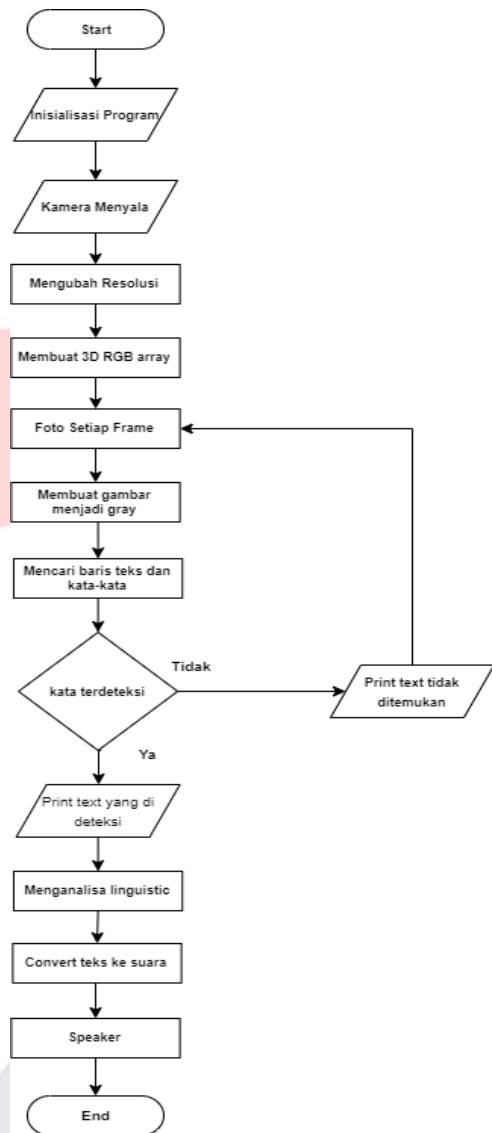 Start
Inisialisasi Program
Kamera Menyala
Mengubah Resolusi
Membuat 3D RGB array
Foto Setiap Frame
Membuat gambar
menjadi gray
Mencari baris teks dan
kata-kata
kata terdeteksi
Tidak
Print text tidak
ditemukan
Ya
Print text yang di
deteksi
Menganalisa linguistic
Convert teks ke suara
Speaker
End